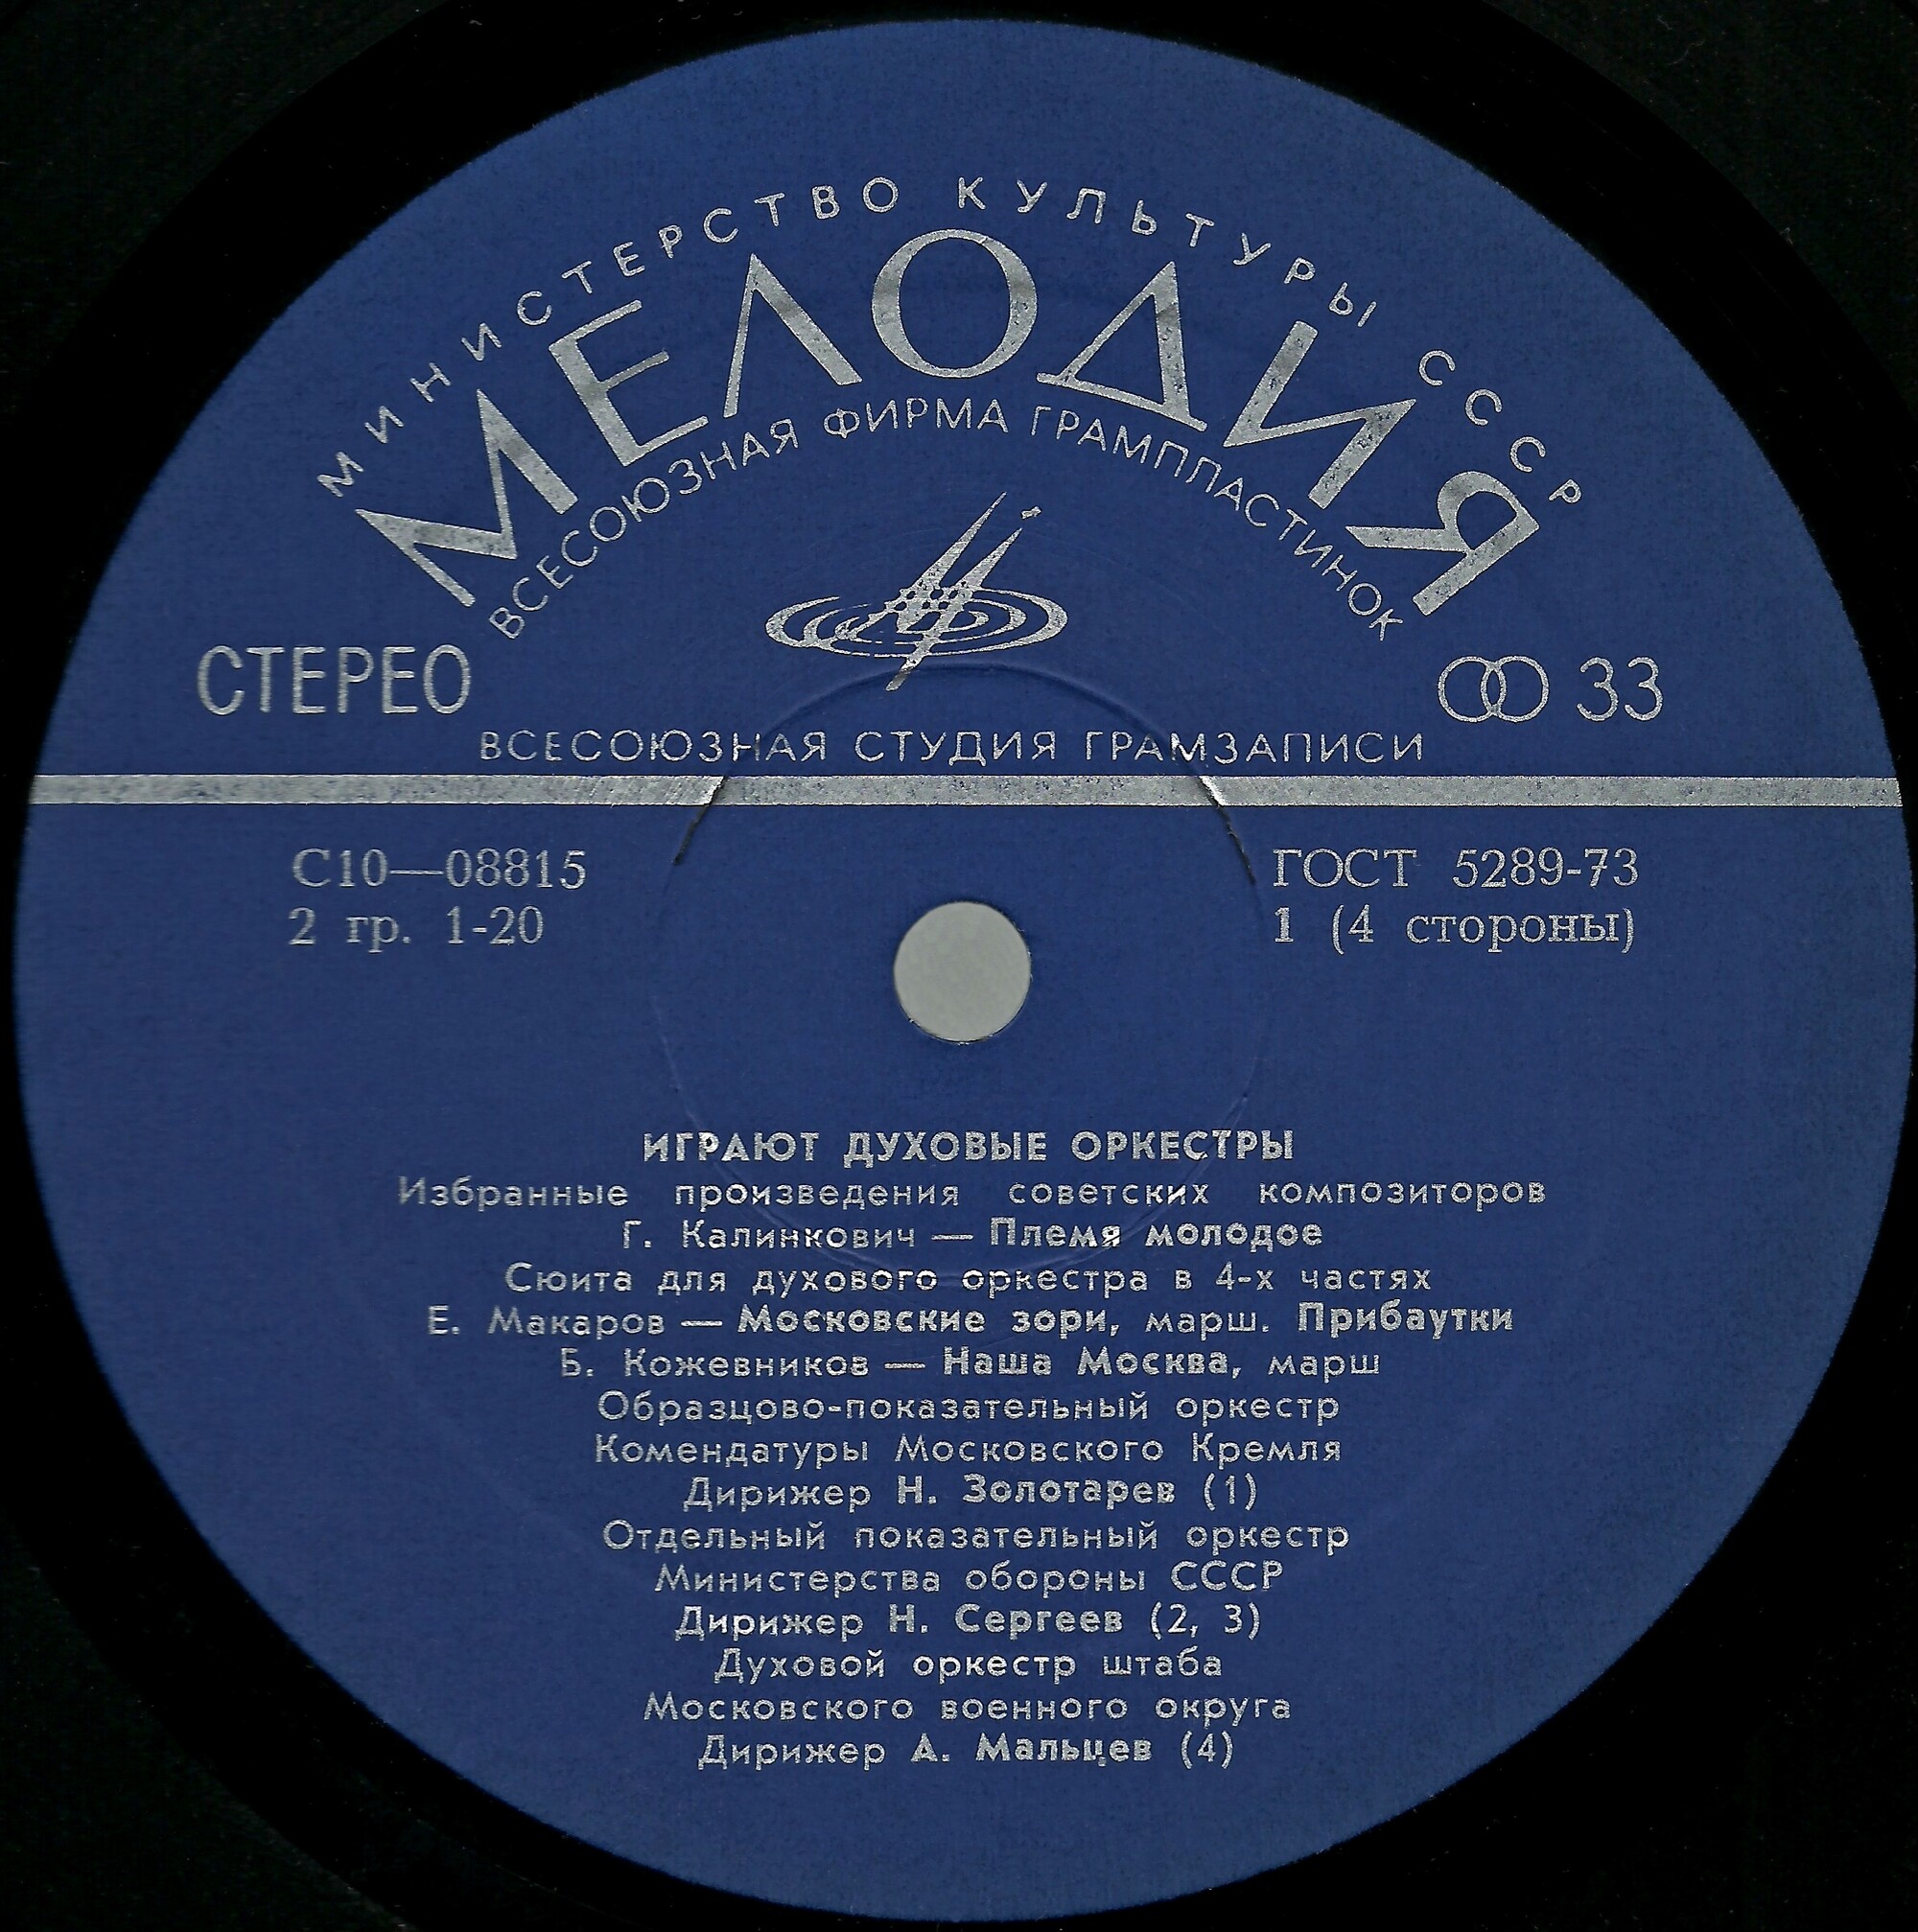 МИНИСТЕРСТВО КУЛЬТУРЫ СССР
МЕЛОДИЯ
ВСЕСОЮЗНАЯ ФИРМА ГРАМПЛАСТИНОК
СТЕРЕО
33
ВСЕСОЮЗНАЯ СТУДИЯ ГРАМЗАПИСИ
С10—08815
ГОСТ 5289-73
2 гр. 1-20
1 (4 стороны)
ИГРАЮТ ДУХОВЫЕ ОРКЕСТРЫ
Избранные произведения советских композиторов
Г. Калинкович — Племя молодое
Сюита для духового оркестра в 4-х частях
Е. Макаров — Московские зори, марш. Прибаутки
Б. Кожевников — Наша Москва, марш
Образцово-показательный оркестр
Комендатуры Московского Кремля
Дирижер Н. Золотарев (1)
Отдельный показательный оркестр
Министерства обороны СССР
Дирижер Н. Сергеев (2, 3)
Духовой оркестр штаба
Московского военного округа
Дирижер А. Мальцев (4)